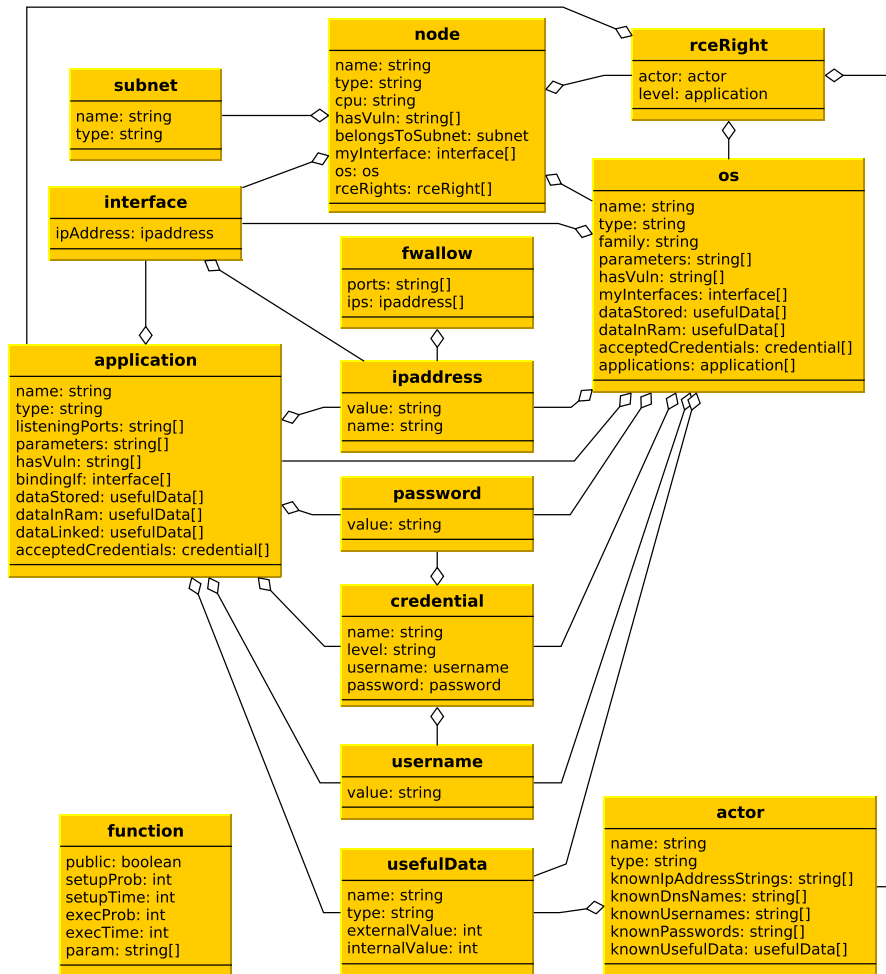 node
name: string
type: string
cpu: string
hasVuln: string[]
belongsToSubnet: subnet
myInterface: interface[]
os: os
rceRights: rceRight[]
rceRight
actor: actor
level: application
subnet
name: string
type: string
os
name: string
type: string
family: string
parameters: string[]
hasVuln: string[]
myInterfaces: interface[]
dataStored: usefulData[]
dataInRam: usefulData[]
acceptedCredentials: credential[]
applications: application[]
interface
ipAddress: ipaddress
fwallow
ports: string[]
ips: ipaddress[]
application
name: string
type: string
listeningPorts: string[]
parameters: string[]
hasVuln: string[]
bindingIf: interface[]
dataStored: usefulData[]
dataInRam: usefulData[]
dataLinked: usefulData[]
acceptedCredentials: credential[]
ipaddress
value: string
name: string
password
value: string
credential
name: string
level: string
username: username
password: password
username
value: string
function
public: boolean
setupProb: int
setupTime: int
execProb: int
execTime: int
param: string[]
usefulData
name: string
type: string
externalValue: int
internalValue: int
actor
name: string
type: string
knownIpAddressStrings: string[]
knownDnsNames: string[]
knownUsernames: string[]
knownPasswords: string[]
knownUsefulData: usefulData[]